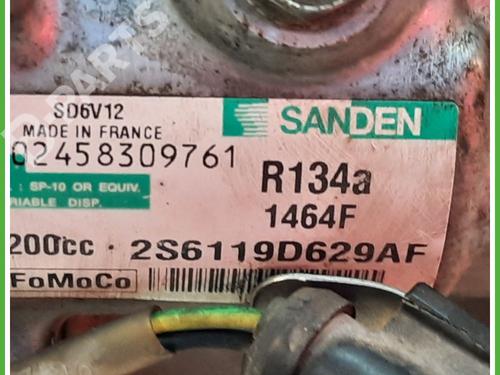 SD6V12
MADE IN FRANCE
SANDEN
02458309761
R134a
: SP-10 OR EQUIV.
RIABLE DISP.
1464F
200cc · 2S6119D629AF
FoMoCo